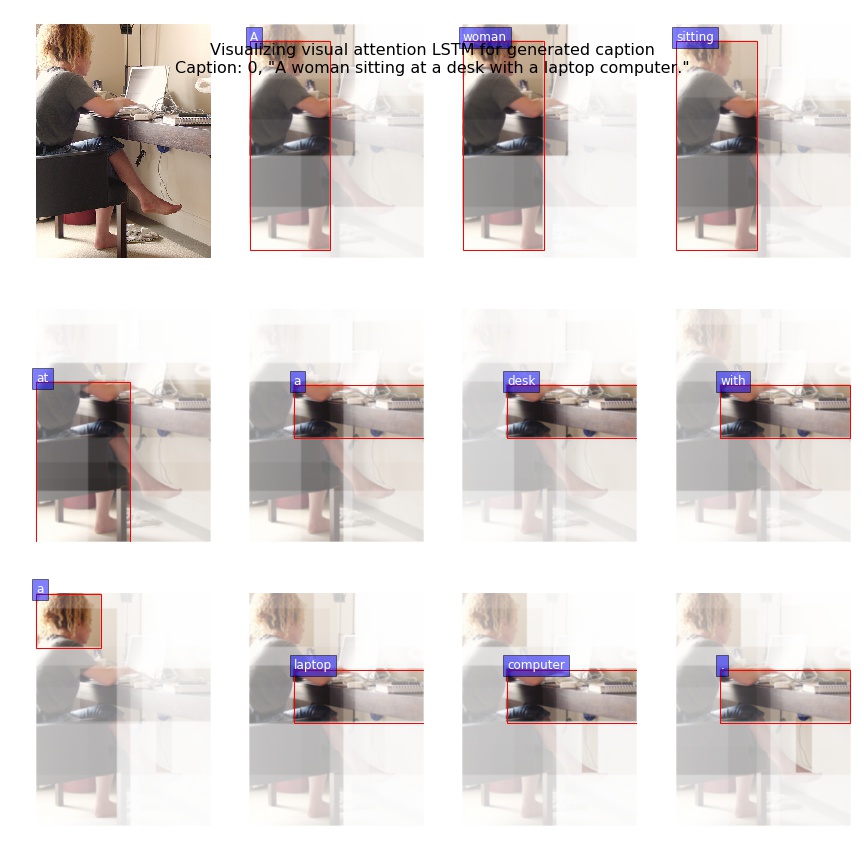 Visualizing visual attention LSTM for generated caption
Caption: 0, "A woman sitting at a desk with a laptop computer."
A
woman
sitting
at
a
desk
with
a
laptop
computer
.